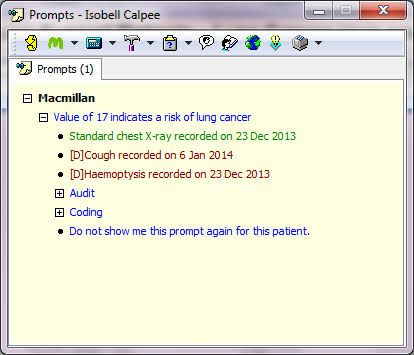 Prompts - Isobell Calpee
Prompts (1)
Macmillan
Value of 17 indicates a risk of lung cancer
Standard chest X-ray recorded on 23 Dec 2013
[D]Cough recorded on 6 Jan 2014
[D]Haemoptysis recorded on 23 Dec 2013
Audit
Coding
Do not show me this prompt again for this patient.